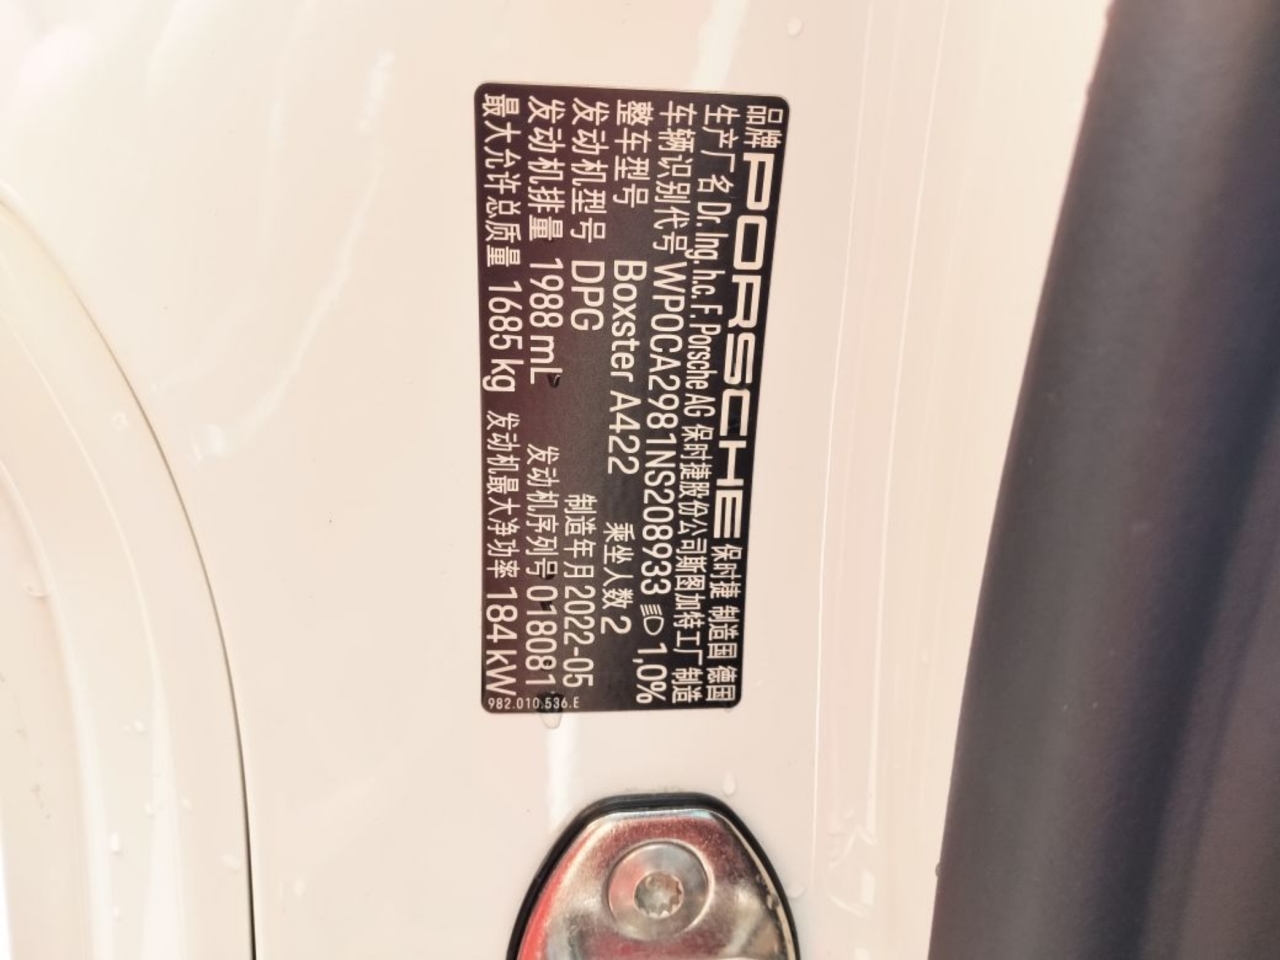 品牌 PORSCHE 保时捷 制造国 德国
生产厂名 Dr. Ing. h.c. F. Porsche AG 保时捷股份公司斯图加特工厂制造
车辆识别代号 WP0CA2981NS208933 1,0%
整车型号 Boxster A422 乘坐人数 2
发动机型号 DPG 制造年月 2022-05
发动机排量 1988 mL 发动机序列号 018081
最大允许总质量 1685 kg 发动机最大净功率 184 kW
982.010.536.E